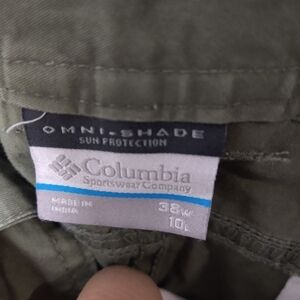 OMNI-SHADE
SUN PROTECTION
Columbia
Sportswear Company
MADE IN
INDIA
38W
10L